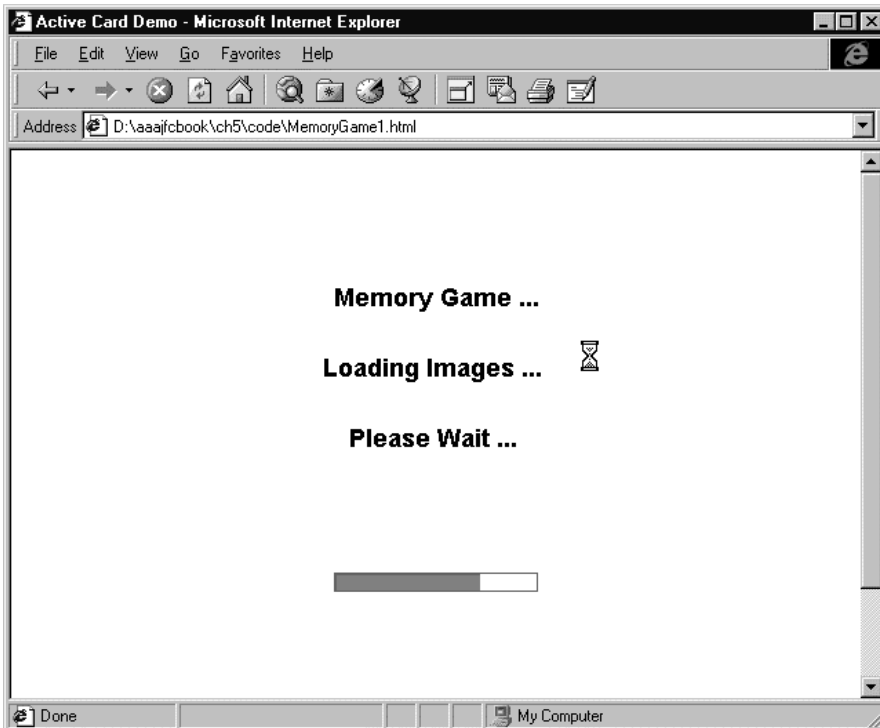 Active Card Demo - Microsoft Internet Explorer
File Edit View Go Favorites Help
Address D:\aaajfcbook\ch5\code\MemoryGame1.html
Memory Game ...
Loading Images ...
Please Wait ...
Done My Computer